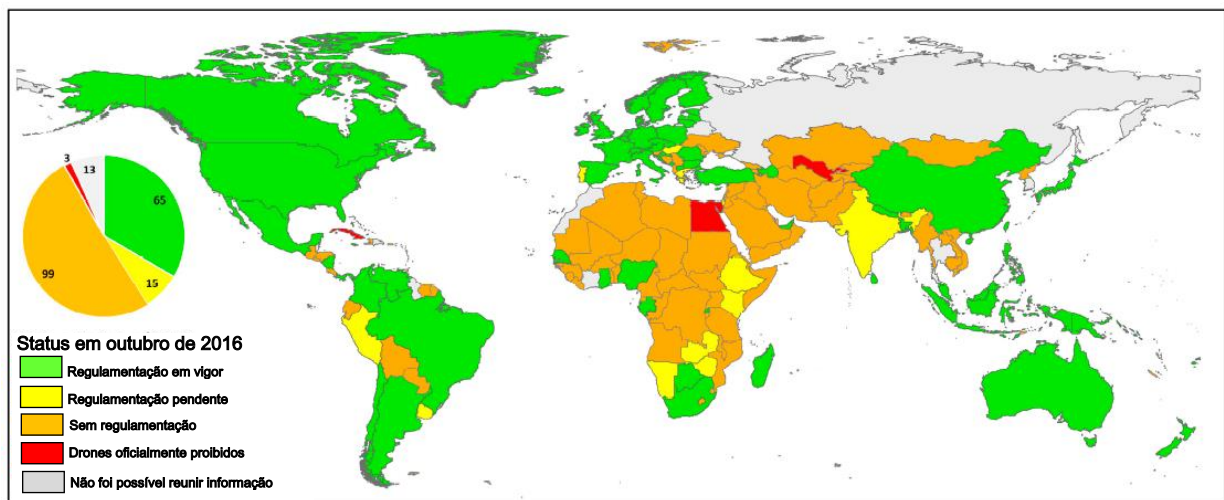 3
13
65
99
15
Status em outubro de 2016
Regulamentação em vigor
Regulamentação pendente
Sem regulamentação
Drones oficialmente proibidos
Não foi possível reunir informação